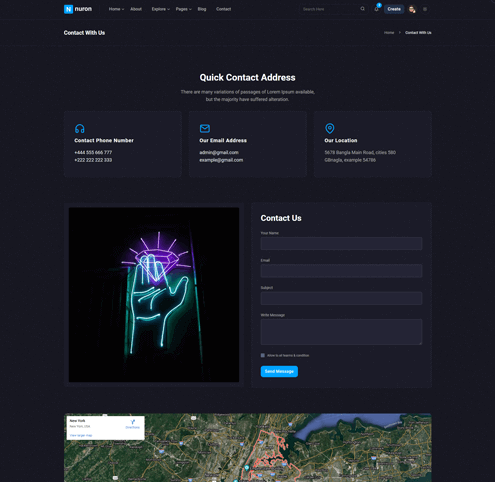 N nuron
Home About Explore Pages Blog Contact
Search Here
Create
Contact With Us
Home Contact With Us
Quick Contact Address
There are many variations of passages of Lorem Ipsum available,
but the majority have suffered alteration.
Contact Phone Number
+444 555 666 777
+222 222 222 333
Our Email Address
admin@gmail.com
example@gmail.com
Our Location
5678 Bangla Main Road, cities 580
GBnagla, example 54786
Contact Us
Your Name
Email
Subject
Write Message
Allow to all tearms & condition
Send Message
New York
New York, USA
Directions
View larger map